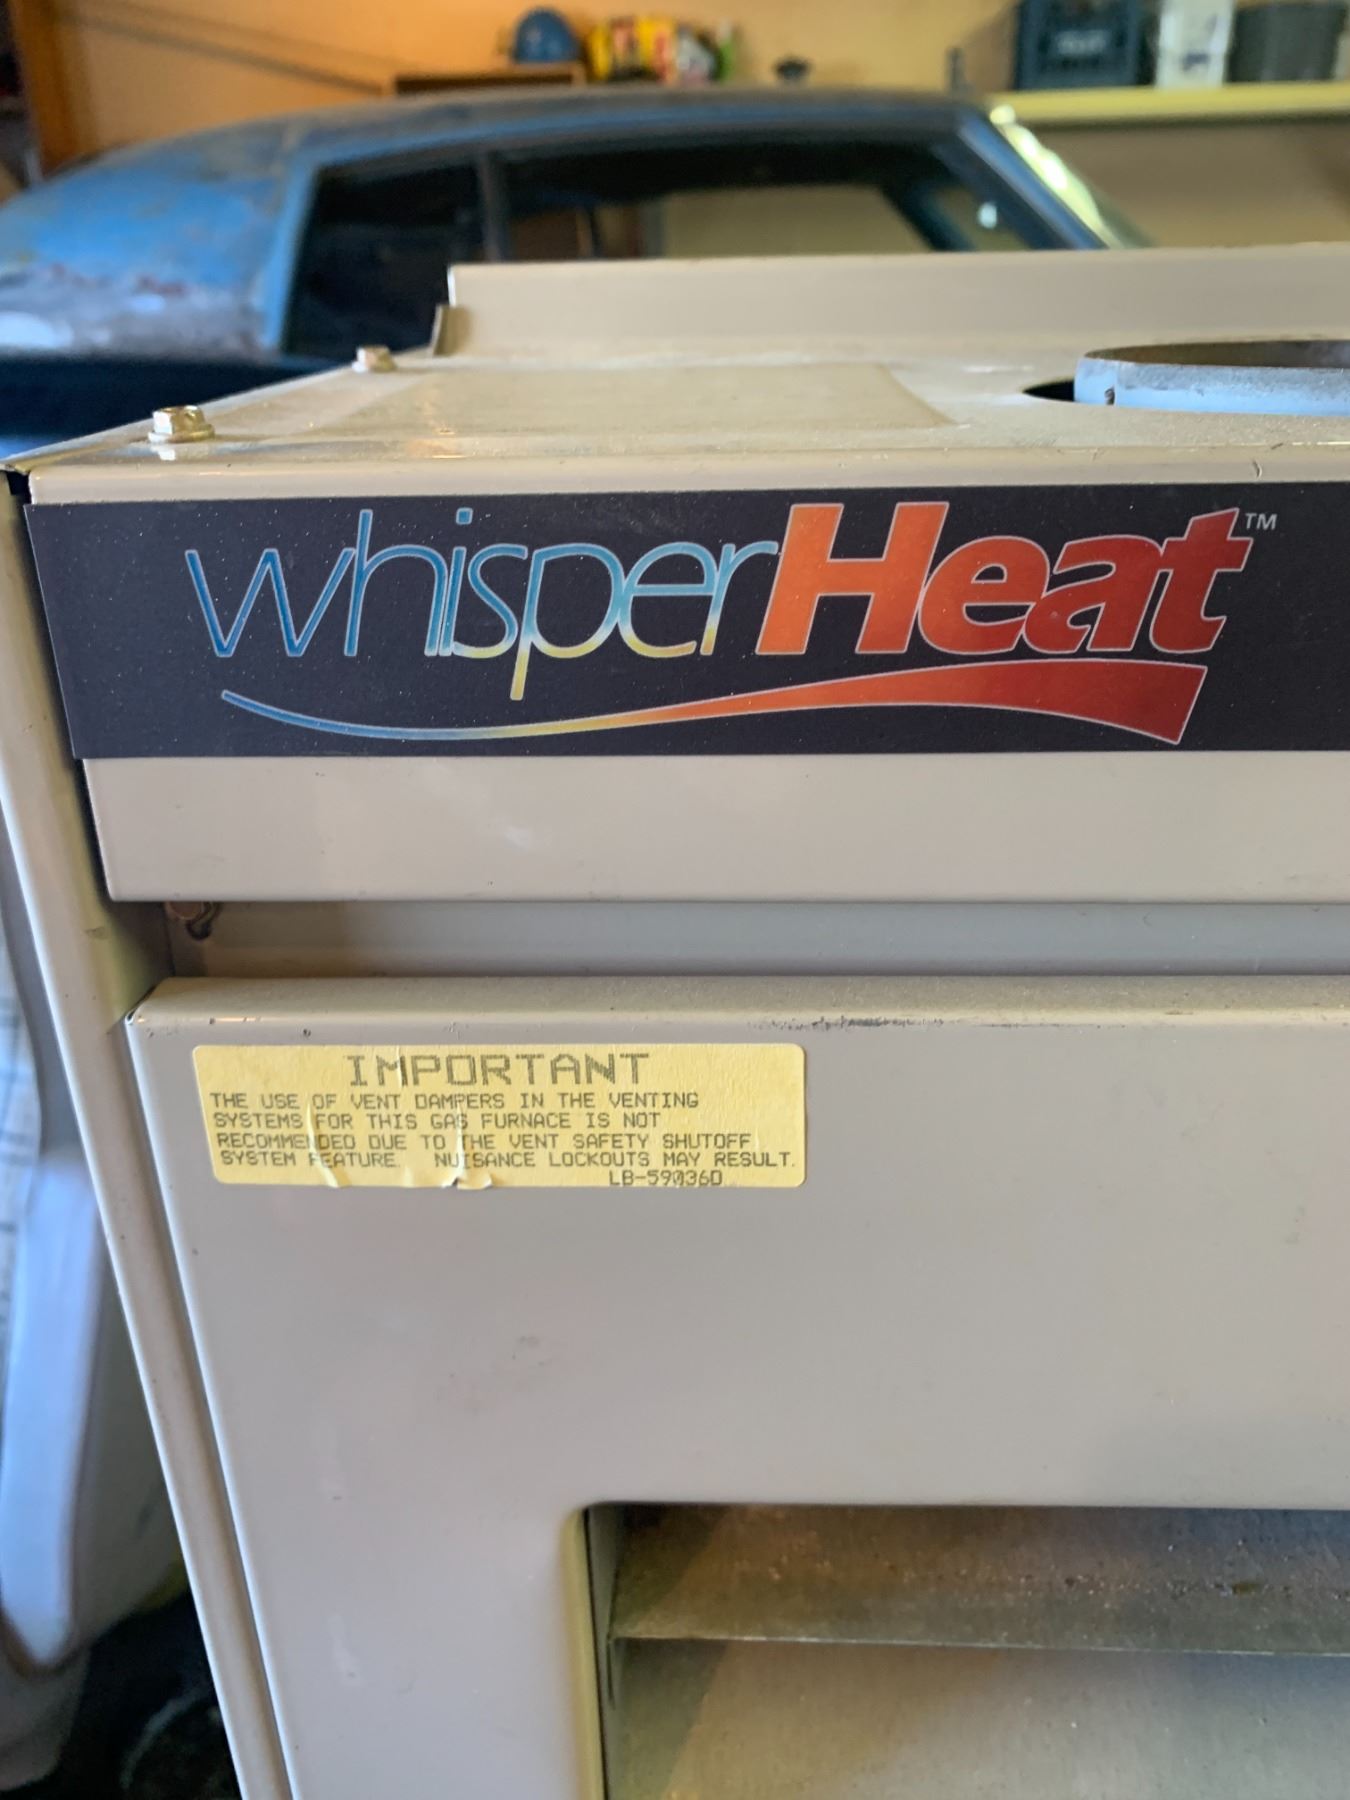 whisperHeat™
IMPORTANT
THE USE OF VENT DAMPERS IN THE VENTING
SYSTEMS FOR THIS GAS FURNACE IS NOT
RECOMMENDED DUE TO THE VENT SAFETY SHUTOFF
SYSTEM FEATURE. NUISANCE LOCKOUTS MAY RESULT.
LB-59036D